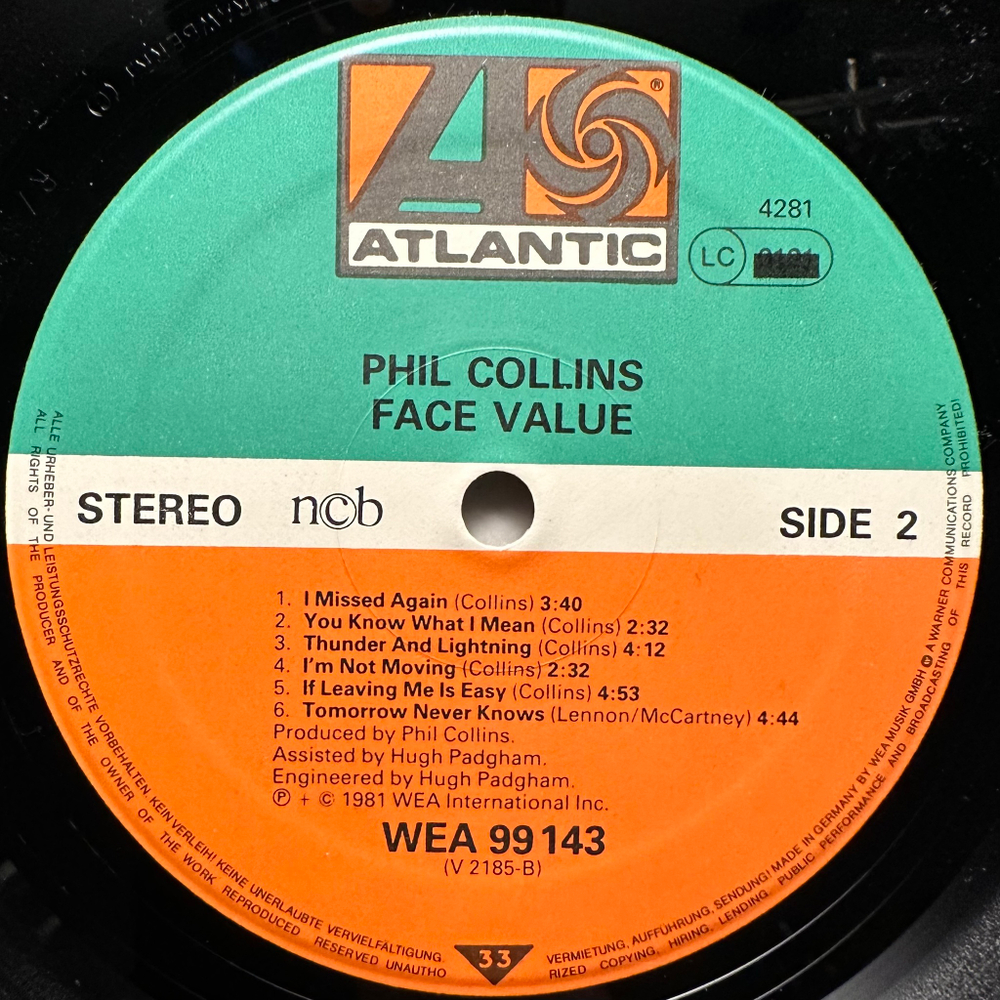 ®
ATLANTIC
4281
LC
PHIL COLLINS
FACE VALUE
STEREO ncb SIDE 2
1. I Missed Again (Collins) 3:40
2. You Know What I Mean (Collins) 2:32
3. Thunder And Lightning (Collins) 4:12
4. I'm Not Moving (Collins) 2:32
5. If Leaving Me Is Easy (Collins) 4:53
6. Tomorrow Never Knows (Lennon/McCartney) 4:44
Produced by Phil Collins.
Assisted by Hugh Padgham.
Engineered by Hugh Padgham.
℗ + © 1981 WEA International Inc.
WEA 99 143
(V 2185-B)
33
ALLE URHEBER- UND LEISTUNGSSCHUTZRECHTE VORBEHALTEN. KEIN VERLEIH! KEINE UNERLAUBTE VERVIELFÄLTIGUNG. VERMIETUNG, AUFFÜHRUNG, SENDUNG! MADE IN GERMANY BY WEA MUSIK GMBH A WARNER COMMUNICATIONS COMPANY
ALL RIGHTS OF THE PRODUCER AND OF THE OWNER OF THE WORK REPRODUCED RESERVED UNAUTHO RIZED COPYING, HIRING, LENDING, PUBLIC PERFORMANCE AND BROADCASTING OF THIS RECORD PROHIBITED!